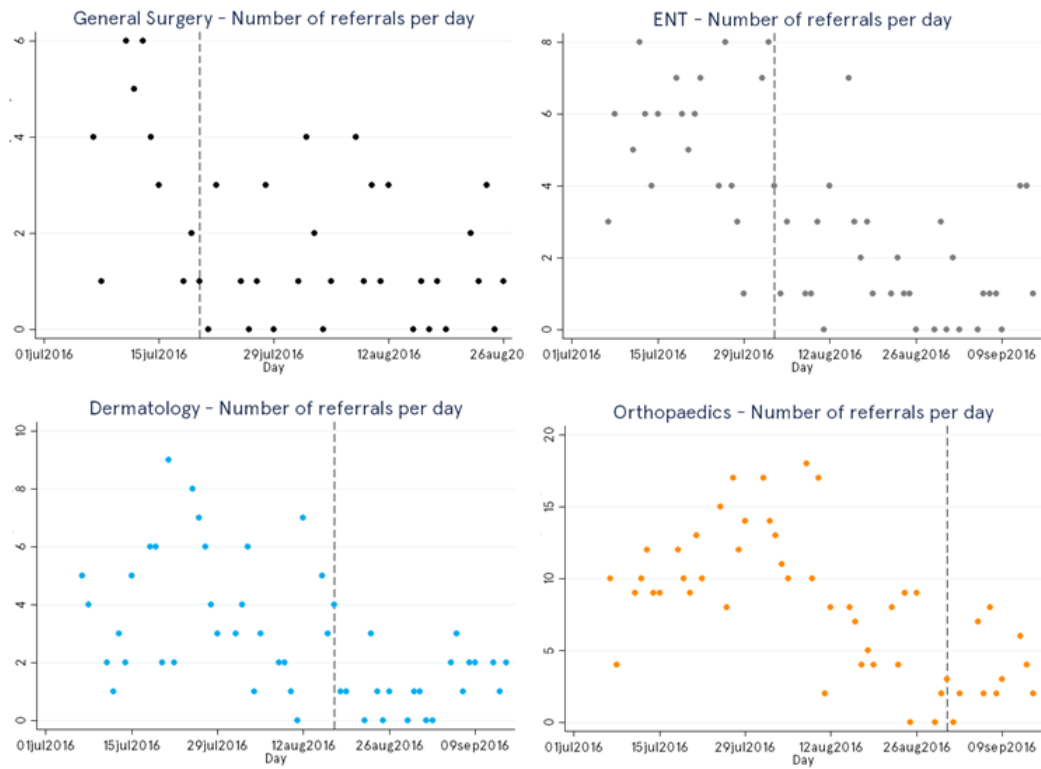 General Surgery - Number of referrals per day
6
4
2
0
01jul2016 15jul2016 29jul2016 12aug2016 26aug20
Day
ENT - Number of referrals per day
8
6
4
2
0
01jul2016 15jul2016 29jul2016 12aug2016 26aug2016 09sep2016
Day
Dermatology - Number of referrals per day
10
8
6
4
2
0
01jul2016 15jul2016 29jul2016 12aug2016 26aug2016 09sep2016
Day
Orthopaedics - Number of referrals per day
20
15
10
5
0
01jul2016 15jul2016 29jul2016 12aug2016 26aug2016 09sep2016
Day